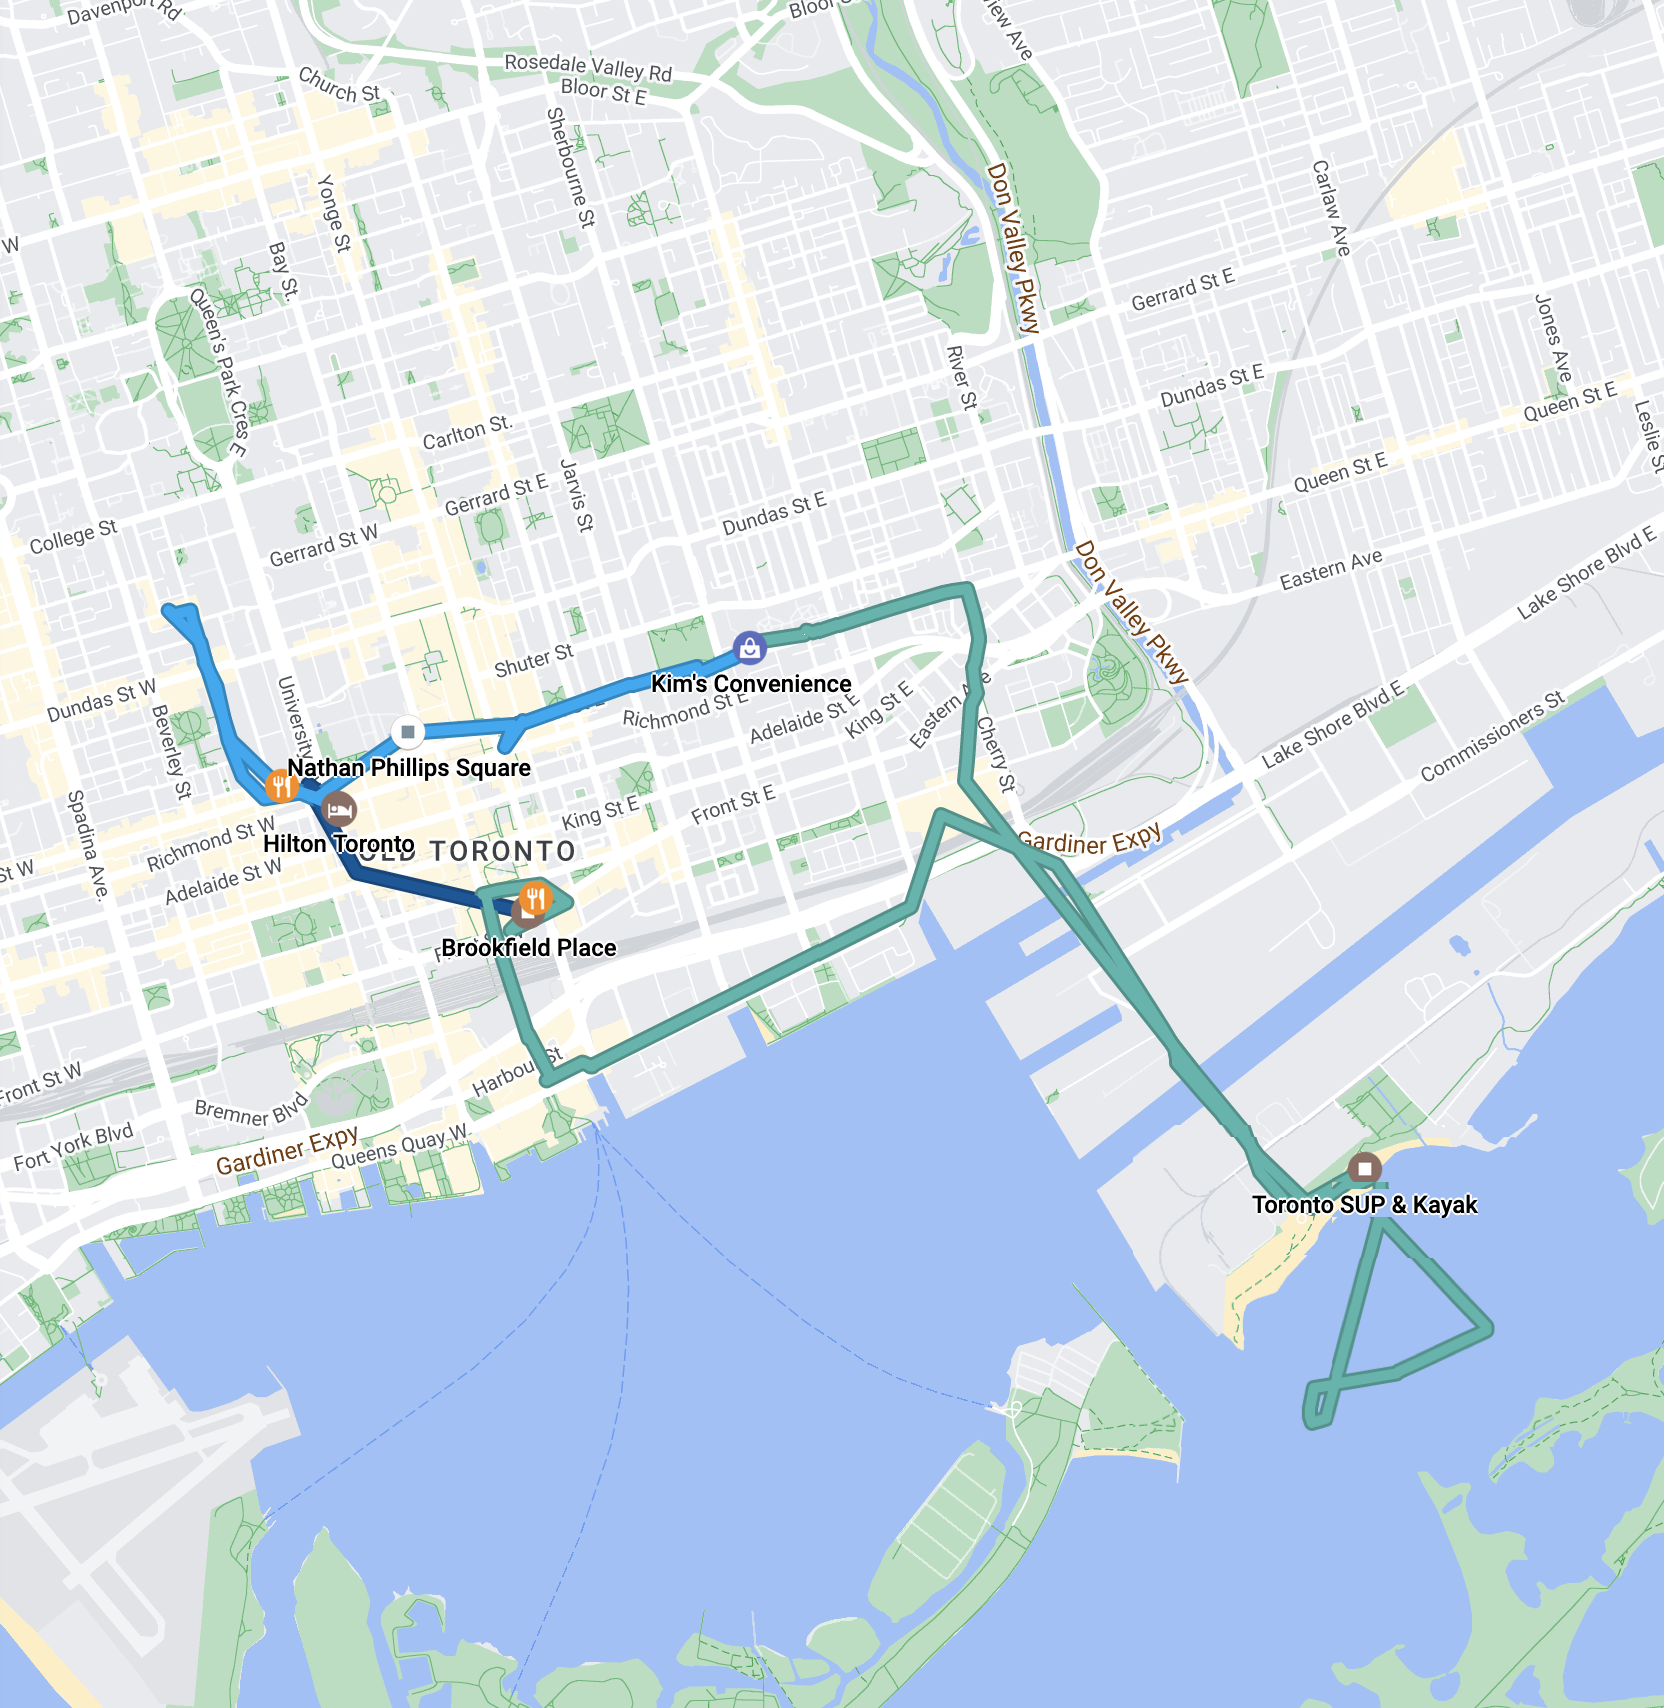 Davenport Rd
Bloor St
view Ave
Rosedale Valley Rd
Church St
Bloor St E
Sherbourne St
Don Valley Pkwy
Carlaw Ave
Yonge St
W
Bay St.
Gerrard St E
Queen's Park Cres E
Jones Ave
River St
Dundas St E
Queen St E
Leslie St
Carlton St.
Jarvis St
Gerrard St E
Queen St E
Dundas St E
College St
Gerrard St W
Don Valley Pkwy
Eastern Ave
Lake Shore Blvd E
Shuter St
Kim's Convenience
Dundas St W
University
Beverley St
Richmond St E
Adelaide St E
King St E
Eastern Ave
Cherry St
Lake Shore Blvd E
Commissioners St
Nathan Phillips Square
Spadina Ave.
King St E
Front St E
Richmond St W
Hilton Toronto
OLD TORONTO
Gardiner Expy
St W
Adelaide St W
Brookfield Place
Harbour St
Front St W
Bremner Blvd
Fort York Blvd
Gardiner Expy
Queens Quay W
Toronto SUP & Kayak